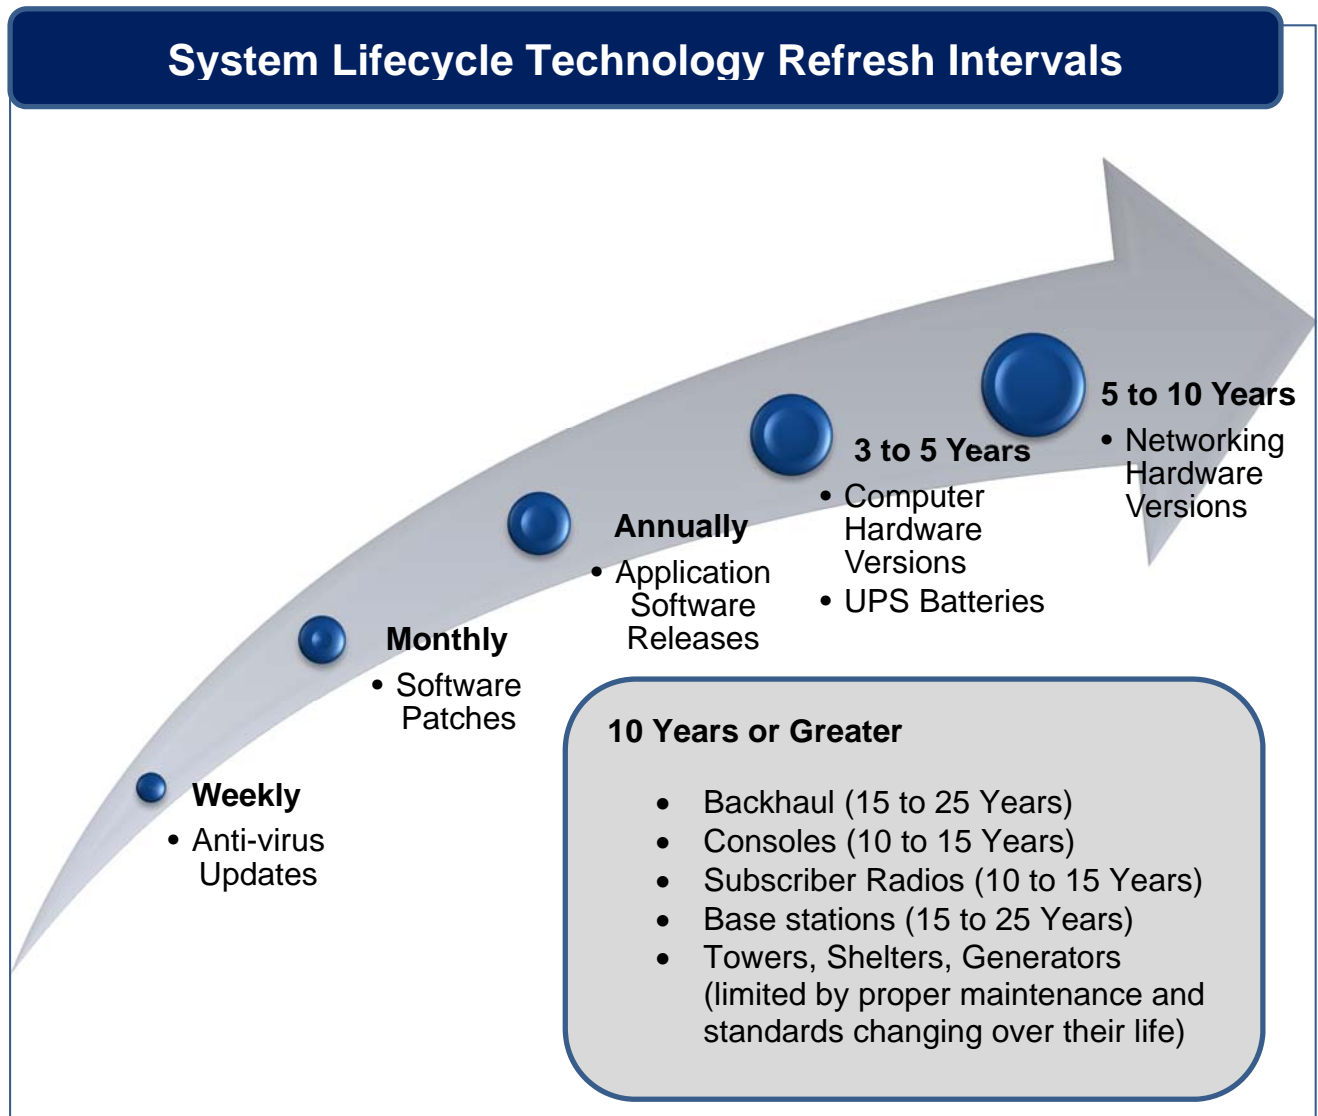 System Lifecycle Technology Refresh Intervals
5 to 10 Years
• Networking
Hardware
Versions
3 to 5 Years
• Computer
Hardware
Versions
• UPS Batteries
Annually
• Application
Software
Releases
Monthly
• Software
Patches
Weekly
• Anti-virus
Updates
10 Years or Greater
• Backhaul (15 to 25 Years)
• Consoles (10 to 15 Years)
• Subscriber Radios (10 to 15 Years)
• Base stations (15 to 25 Years)
• Towers, Shelters, Generators
(limited by proper maintenance and
standards changing over their life)